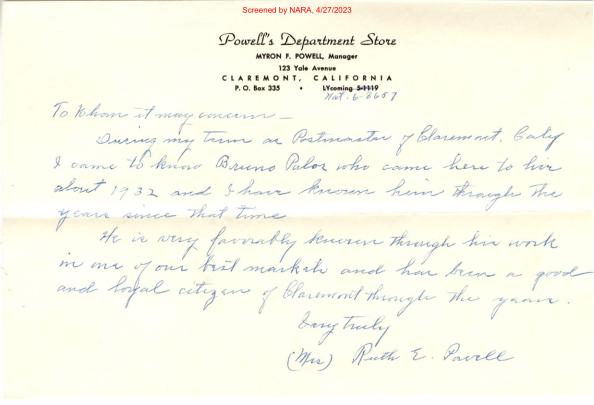 Screened by NARA, 4/27/2023
Powell's Department Store
MYRON F. POWELL, Manager
123 Yale Avenue
CLAREMONT, CALIFORNIA
P. O. Box 335 • LYcoming 5-1119
Nat. 6-6657
To Whom it may concern —
During my term as Postmaster of Claremont, Calif
I came to know Bruno Palos who came here to live
about 1932 and I have known him through the
years since that time
He is very favorably known through his work
in one of our best markets and has been a good
and loyal citizen of Claremont through the years.
Very truly
(Mrs) Ruth E. Powell